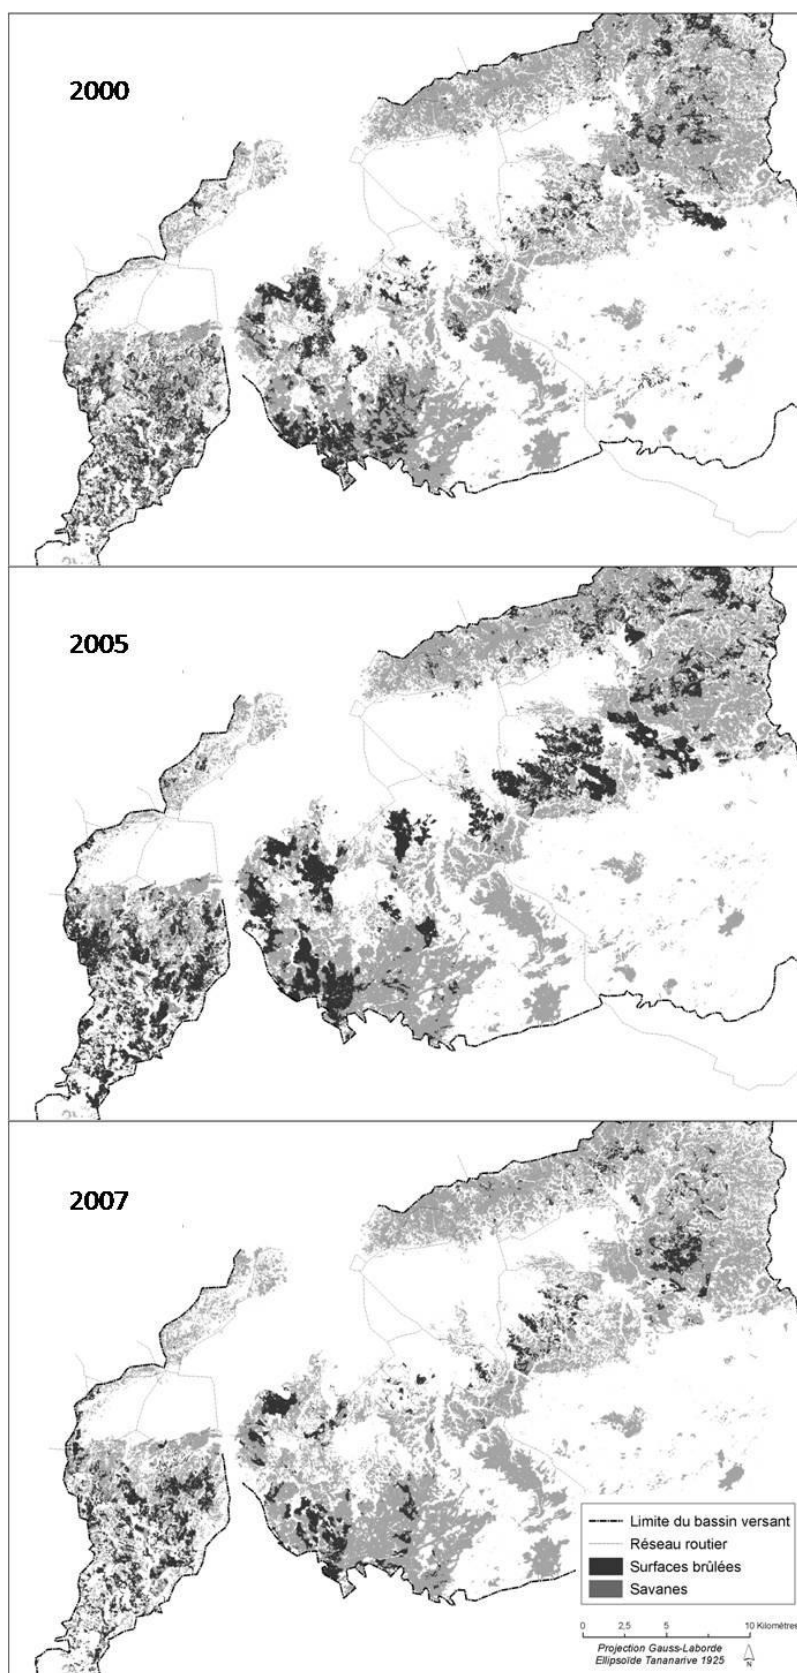 2000
2005
2007
Limite du bassin versant
Réseau routier
Surfaces brûlées
Savanes
0 2,5 5 10 Kilomètres
Projection Gauss-Laborde
Ellipsoïde Tananarive 1925
N